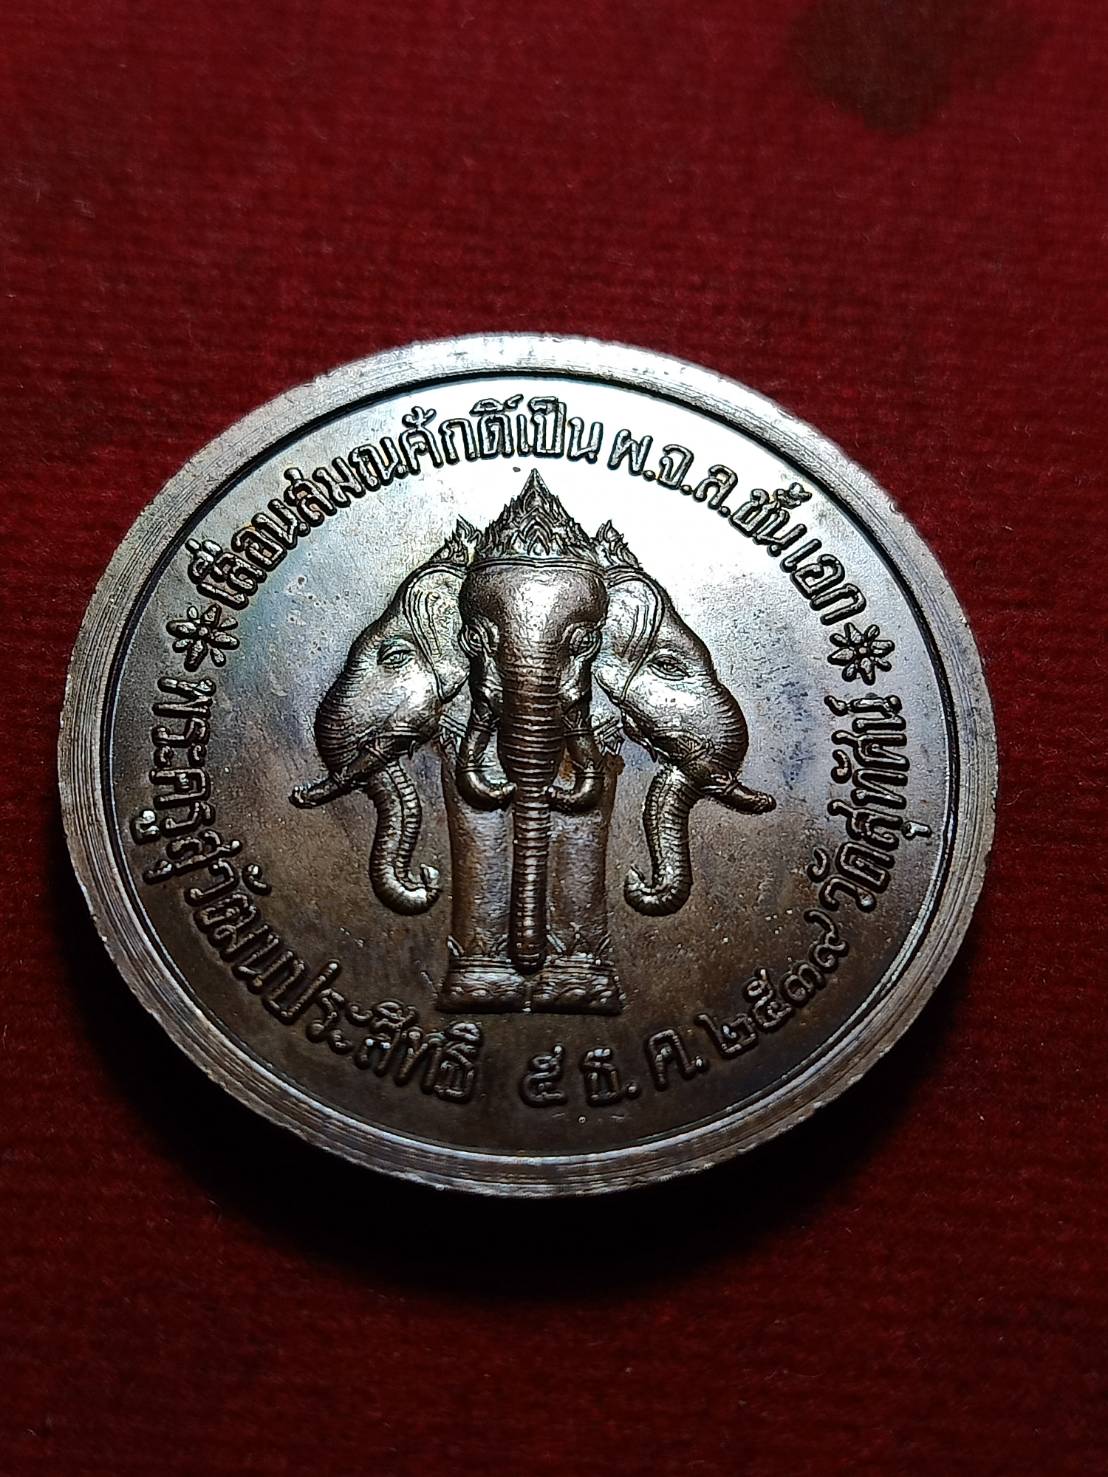 เลื่อนสมณศักดิ์เป็น ผ.จ.ล.ชั้นเอก
พระครูสุวัฒนประสิทธิ์ ๕ ธ.ค.๒๕๓๙ วัดสุทัศน์